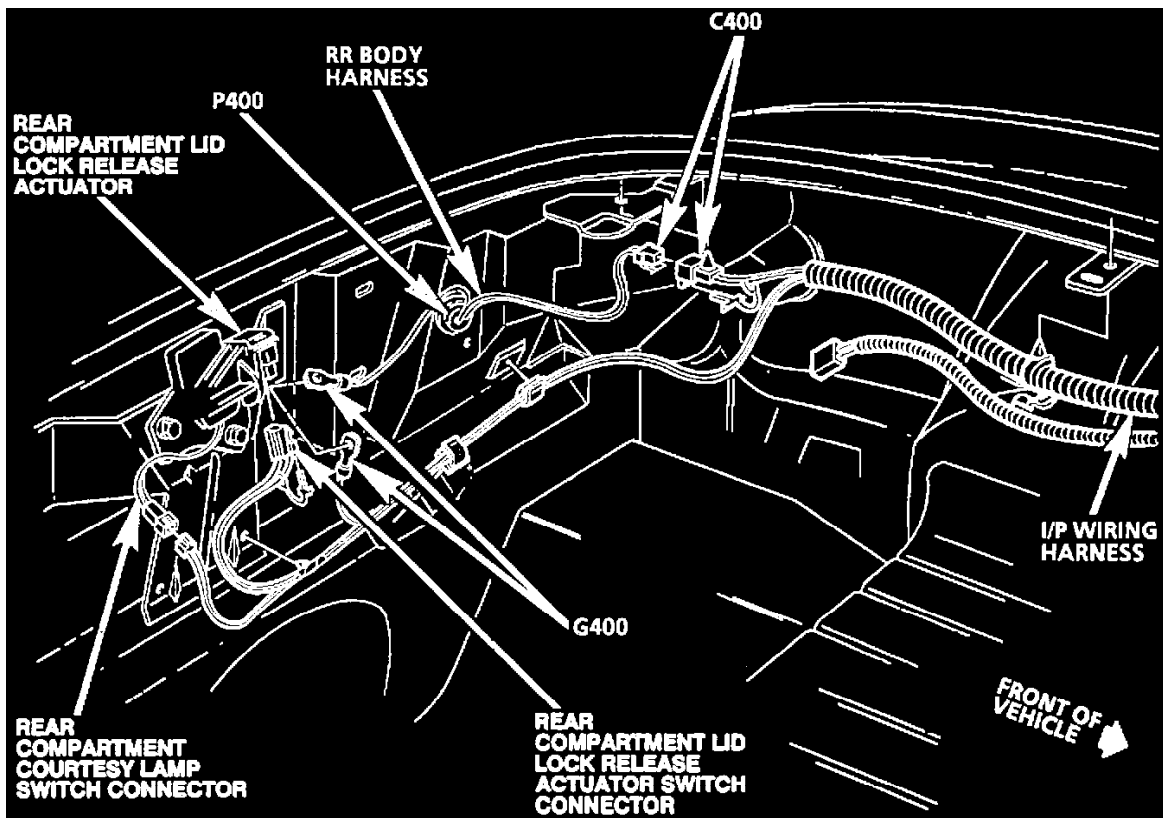 C400
RR BODY
HARNESS
P400
REAR
COMPARTMENT LID
LOCK RELEASE
ACTUATOR
I/P WIRING
HARNESS
G400
FRONT OF
VEHICLE
REAR
COMPARTMENT
COURTESY LAMP
SWITCH CONNECTOR
REAR
COMPARTMENT LID
LOCK RELEASE
ACTUATOR SWITCH
CONNECTOR